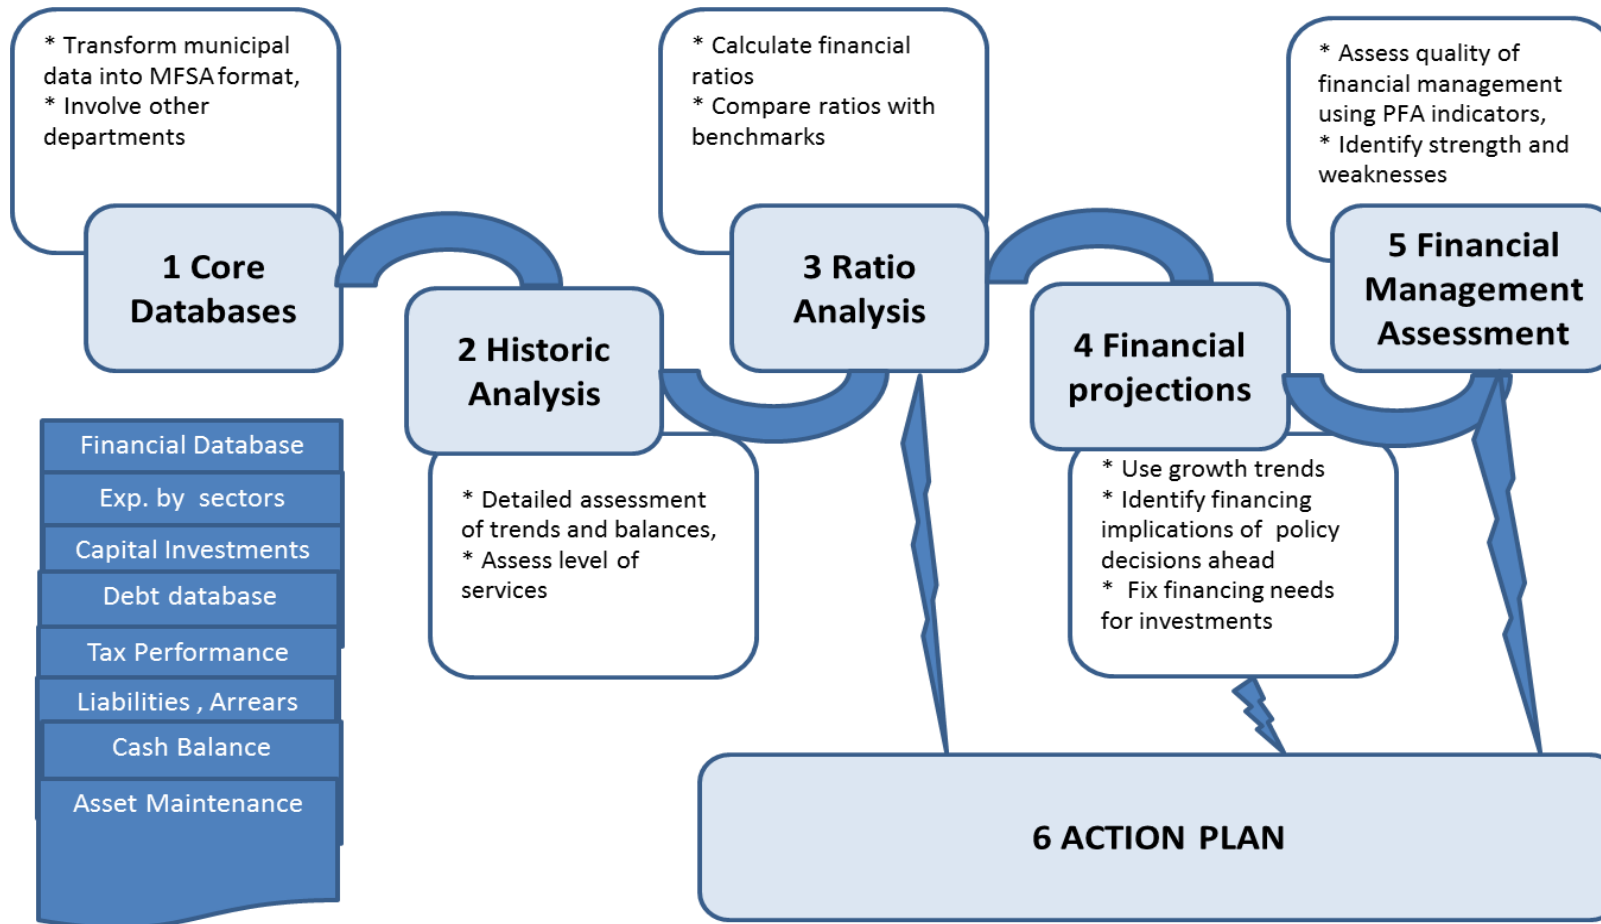 * Transform municipal
data into MFSA format,
* Involve other
departments
1 Core
Databases
2 Historic
Analysis
* Detailed assessment
of trends and balances,
* Assess level of
services
* Calculate financial
ratios
* Compare ratios with
benchmarks
3 Ratio
Analysis
4 Financial
projections
* Use growth trends
* Identify financing
implications of policy
decisions ahead
* Fix financing needs
for investments
* Assess quality of
financial management
using PFA indicators,
* Identify strength and
weaknesses
5 Financial
Management
Assessment
Financial Database
Exp. by sectors
Capital Investments
Debt database
Tax Performance
Liabilities , Arrears
Cash Balance
Asset Maintenance
6 ACTION PLAN